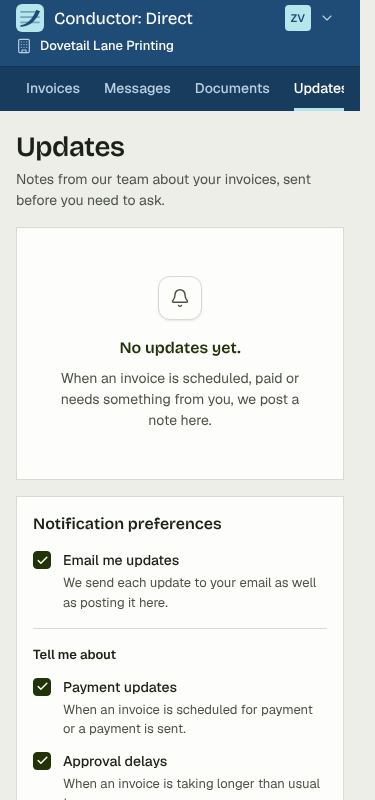 Conductor: Direct
ZV
Dovetail Lane Printing
Invoices Messages Documents Updates
Updates
Notes from our team about your invoices, sent
before you need to ask.
No updates yet.
When an invoice is scheduled, paid or
needs something from you, we post a
note here.
Notification preferences
Email me updates
We send each update to your email as well
as posting it here.
Tell me about
Payment updates
When an invoice is scheduled for payment
or a payment is sent.
Approval delays
When an invoice is taking longer than usual